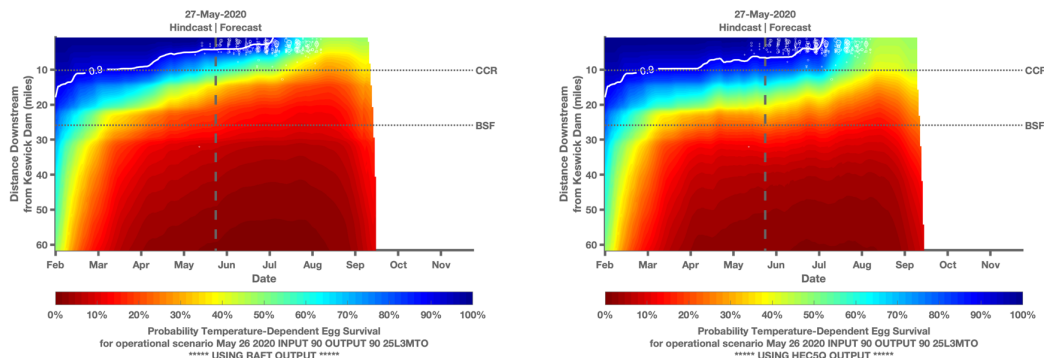 27-May-2020
Hindcast | Forecast
10
20
30
40
50
60
Distance Downstream
from Keswick Dam (miles)
0.9
CCR
BSF
Feb Mar Apr May Jun Jul Aug Sep Oct Nov
Date
0% 10% 20% 30% 40% 50% 60% 70% 80% 90% 100%
Probability Temperature-Dependent Egg Survival
for operational scenario May 26 2020 INPUT 90 OUTPUT 90 25L3MTO
***** USING RAFT OUTPUT *****
27-May-2020
Hindcast | Forecast
10
20
30
40
50
60
Distance Downstream
from Keswick Dam (miles)
0.9
CCR
BSF
Feb Mar Apr May Jun Jul Aug Sep Oct Nov
Date
0% 10% 20% 30% 40% 50% 60% 70% 80% 90% 100%
Probability Temperature-Dependent Egg Survival
for operational scenario May 26 2020 INPUT 90 OUTPUT 90 25L3MTO
***** USING HEC5Q OUTPUT *****